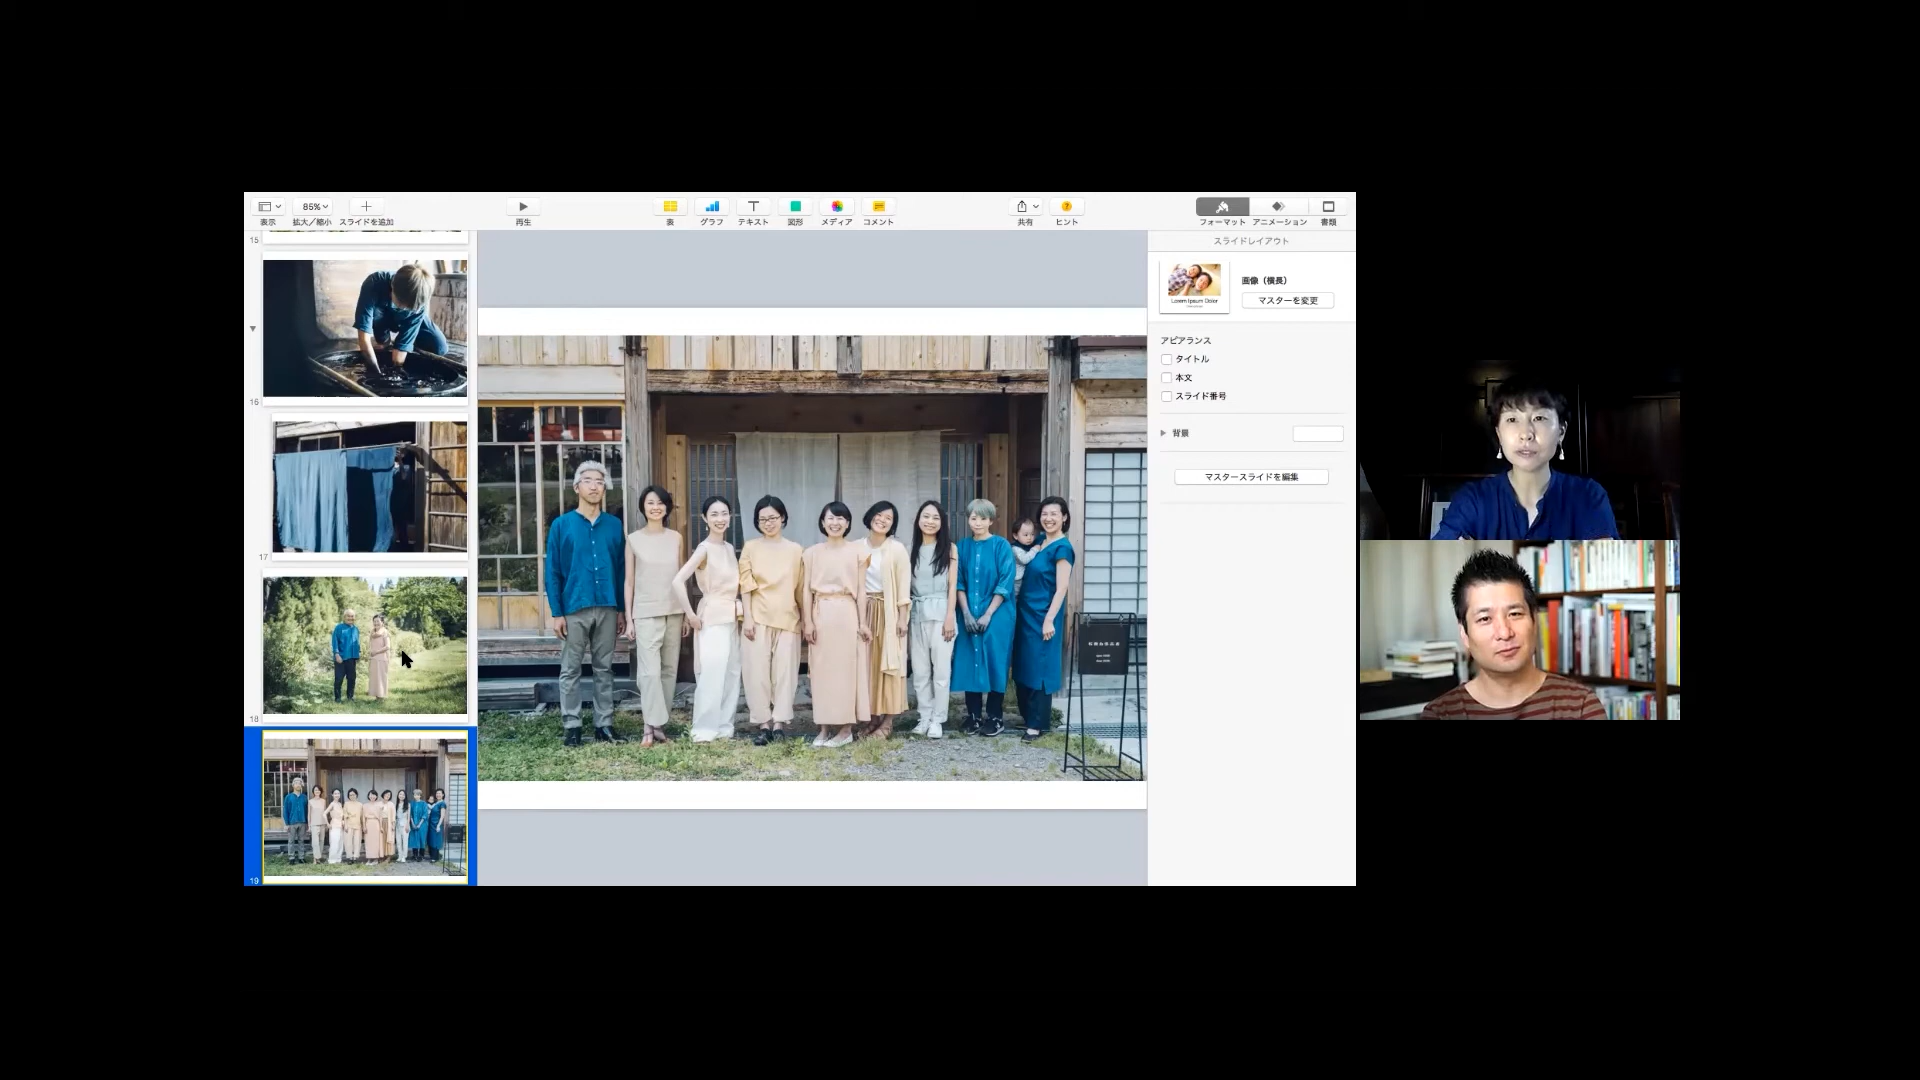 85%
表示
拡大／縮小
スライドを追加
再生
表
グラフ
テキスト
図形
メディア
コメント
共有
ヒント
フォーマット
アニメーション
書類
スライドレイアウト
Lorem Ipsum Dolor
画像（横長）
マスターを変更
アピアランス
タイトル
本文
スライド番号
背景
マスタースライドを編集
15
16
17
18
19